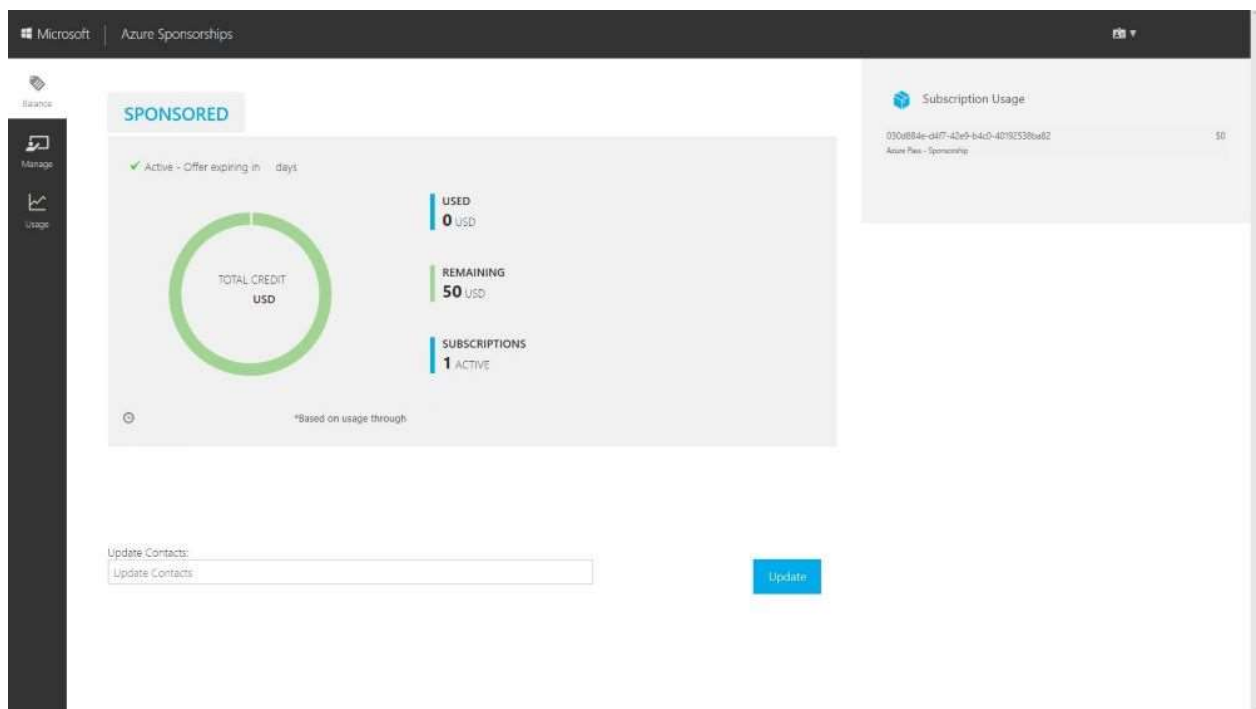 Microsoft
Azure Sponsorships
Balance
Manage
Usage
SPONSORED
Active - Offer expiring in days
TOTAL CREDIT
USD
USED
0 USD
REMAINING
50 USD
SUBSCRIPTIONS
1 ACTIVE
*Based on usage through
Subscription Usage
$0
Azure Pass - Sponsorship
Update Contacts:
Update Contacts
Update